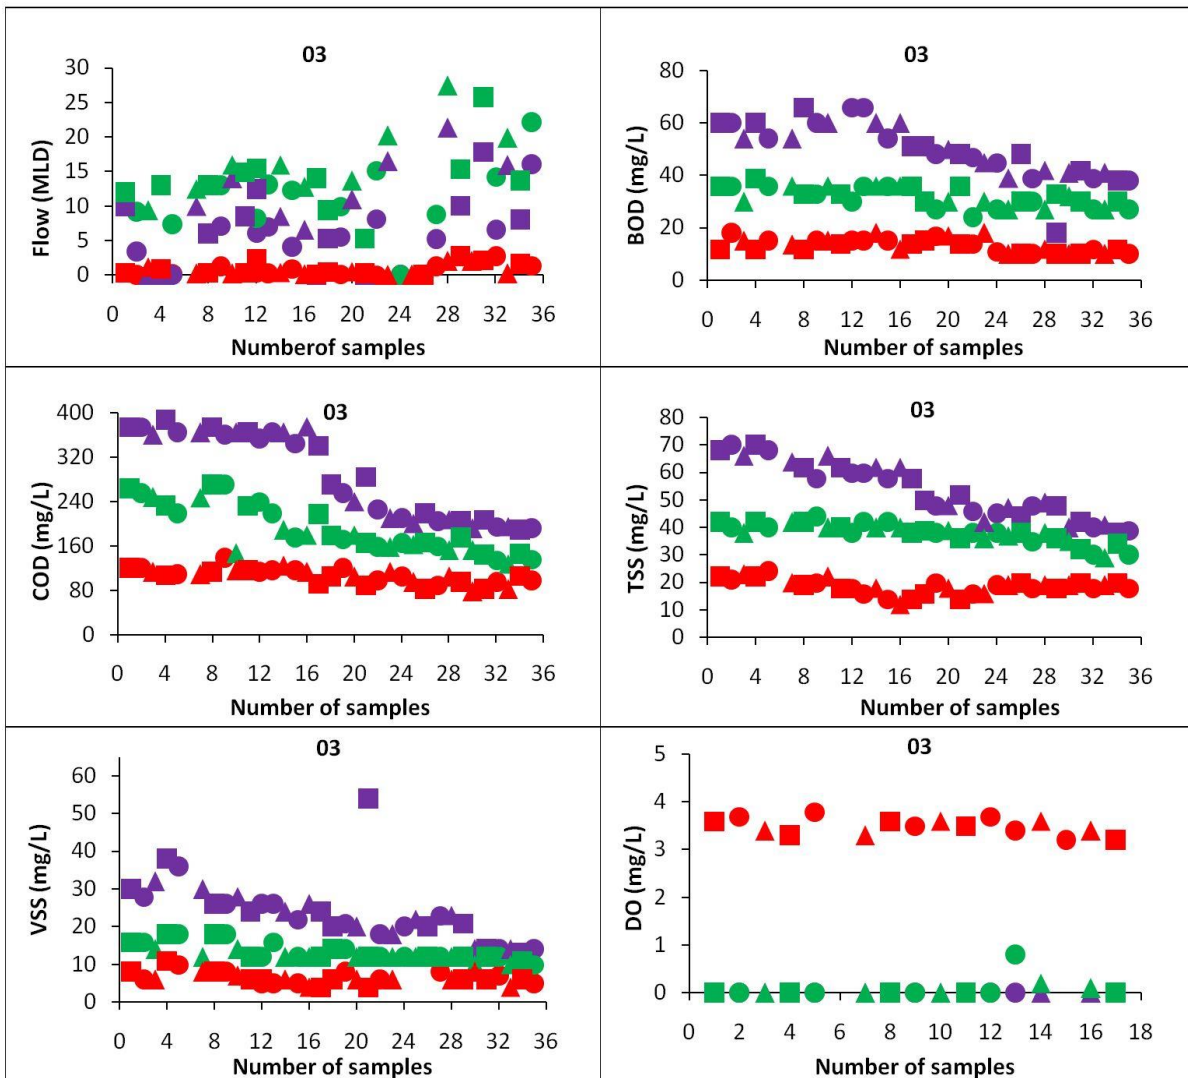 03
30
25
20
15
10
5
0
Flow (MLD)
0 4 8 12 16 20 24 28 32 36
Numberof samples
03
80
60
40
20
0
BOD (mg/L)
0 4 8 12 16 20 24 28 32 36
Number of samples
03
400
320
240
160
80
0
COD (mg/L)
0 4 8 12 16 20 24 28 32 36
Number of samples
03
80
70
60
50
40
30
20
10
0
TSS (mg/L)
0 4 8 12 16 20 24 28 32 36
Number of samples
03
60
50
40
30
20
10
0
VSS (mg/L)
0 4 8 12 16 20 24 28 32 36
Number of samples
03
5
4
3
2
1
0
DO (mg/L)
0 2 4 6 8 10 12 14 16 18
Number of samples